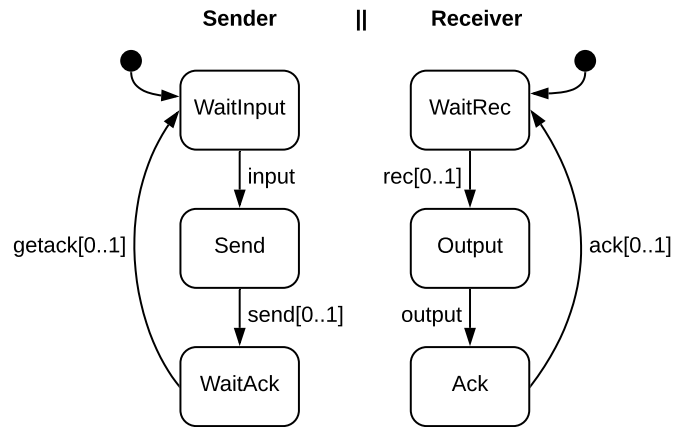 Sender || Receiver
WaitInput
WaitRec
input
rec[0..1]
getack[0..1]
Send
Output
ack[0..1]
send[0..1]
output
WaitAck
Ack